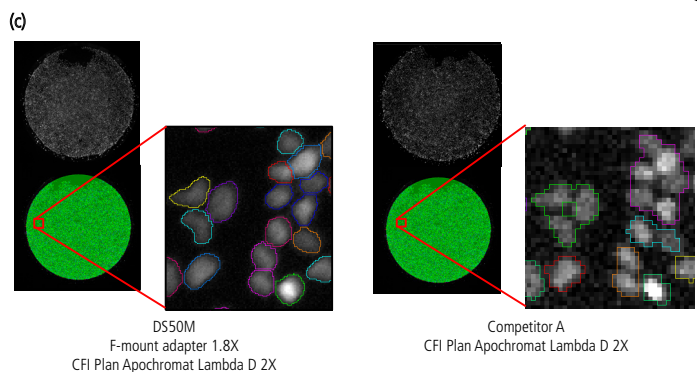 (c)
DS50M
F-mount adapter 1.8X
CFI Plan Apochromat Lambda D 2X
Competitor A
CFI Plan Apochromat Lambda D 2X